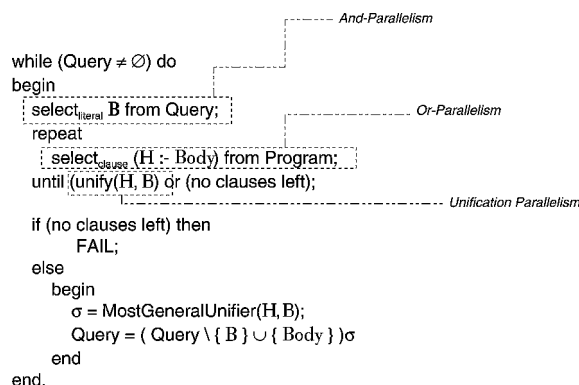 And-Parallelism
while (Query ≠ ∅) do
begin
select_literal B from Query;
Or-Parallelism
repeat
select_clause (H :- Body) from Program;
until (unify(H, B) or (no clauses left);
Unification Parallelism
if (no clauses left) then
FAIL;
else
begin
σ = MostGeneralUnifier(H,B);
Query = ( Query \ { B } ∪ { Body } )σ
end
end.